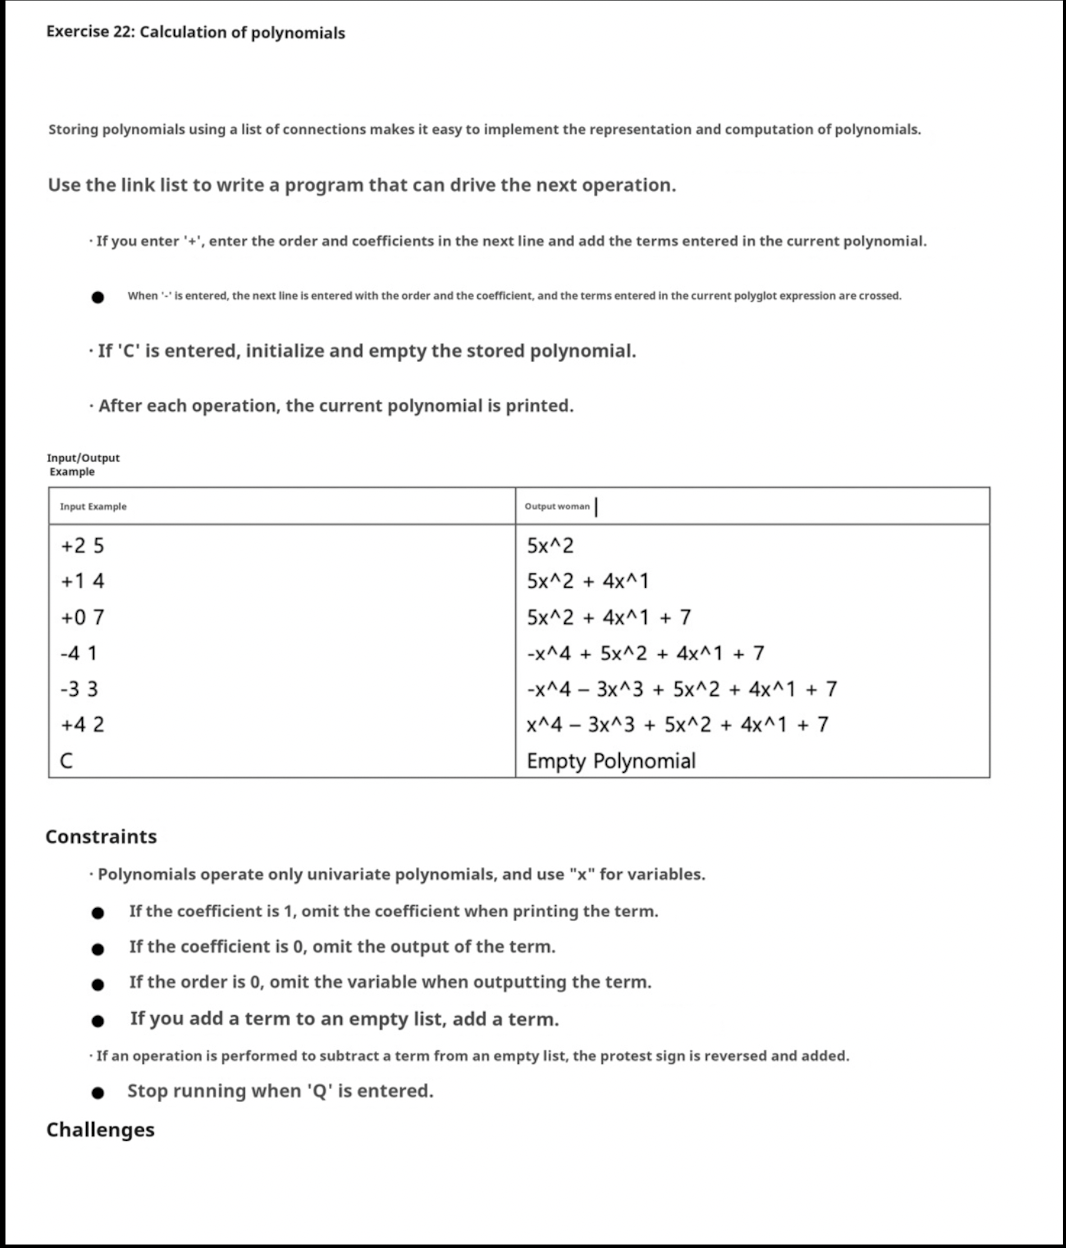 Exercise 22: Calculation of polynomials
Storing polynomials using a list of connections makes it easy to implement the representation and computation of polynomials.
Use the link list to write a program that can drive the next operation.
· If you enter '+', enter the order and coefficients in the next line and add the terms entered in the current polynomial.
● When '-' is entered, the next line is entered with the order and the coefficient, and the terms entered in the current polyglot expression are crossed.
· If 'C' is entered, initialize and empty the stored polynomial.
· After each operation, the current polynomial is printed.
Input/Output
Example
Input Example Output woman
+2 5 5x^2
+1 4 5x^2 + 4x^1
+0 7 5x^2 + 4x^1 + 7
-4 1 -x^4 + 5x^2 + 4x^1 + 7
-3 3 -x^4 – 3x^3 + 5x^2 + 4x^1 + 7
+4 2 x^4 – 3x^3 + 5x^2 + 4x^1 + 7
C Empty Polynomial
Constraints
· Polynomials operate only univariate polynomials, and use "x" for variables.
● If the coefficient is 1, omit the coefficient when printing the term.
● If the coefficient is 0, omit the output of the term.
● If the order is 0, omit the variable when outputting the term.
● If you add a term to an empty list, add a term.
· If an operation is performed to subtract a term from an empty list, the protest sign is reversed and added.
● Stop running when 'Q' is entered.
Challenges